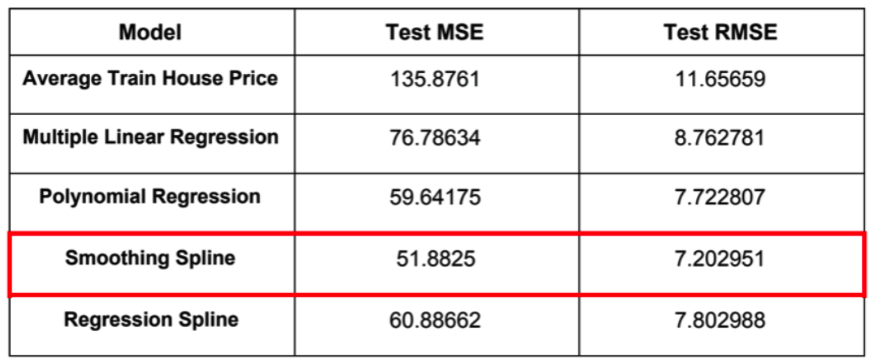 Model Test MSE Test RMSE
Average Train House Price 135.8761 11.65659
Multiple Linear Regression 76.78634 8.762781
Polynomial Regression 59.64175 7.722807
Smoothing Spline 51.8825 7.202951
Regression Spline 60.88662 7.802988